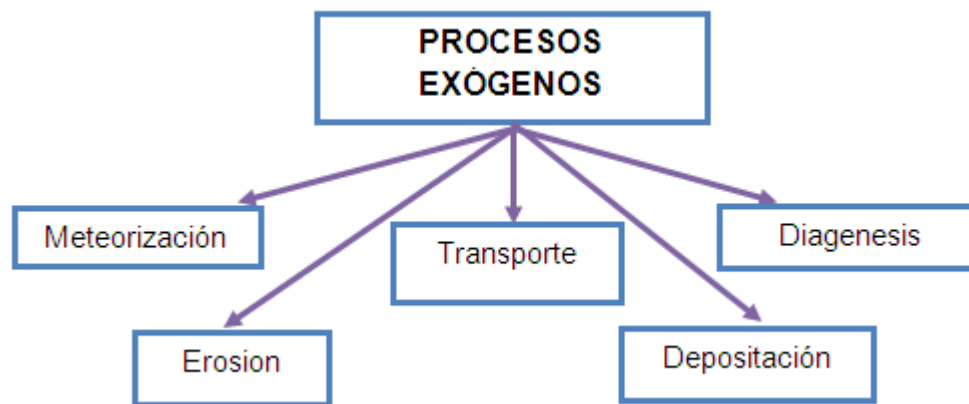 PROCESOS
EXÓGENOS
Meteorización
Erosion
Transporte
Depositación
Diagenesis